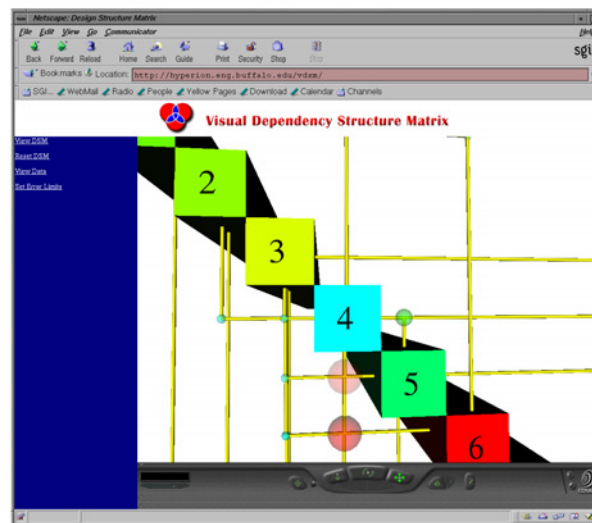 Netscape: Design Structure Matrix
File Edit View Go Communicator
Help
Back Forward Reload Home Search Guide Print Security Shop Stop
sgi
Bookmarks Location: http://hyperion.eng.buffalo.edu/vdsm/
SGI... WebMail Radio People Yellow Pages Download Calendar Channels
Visual Dependency Structure Matrix
View DSM
Reset DSM
View Data
Set Error Limits
2
3
4
5
6